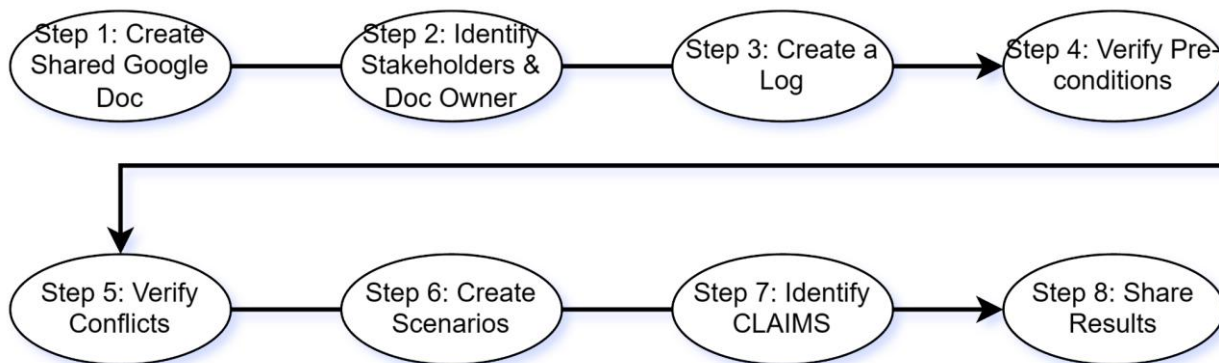 Step 1: Create
Shared Google
Doc
Step 2: Identify
Stakeholders &
Doc Owner
Step 3: Create a
Log
Step 4: Verify Pre-
conditions
Step 5: Verify
Conflicts
Step 6: Create
Scenarios
Step 7: Identify
CLAIMS
Step 8: Share
Results